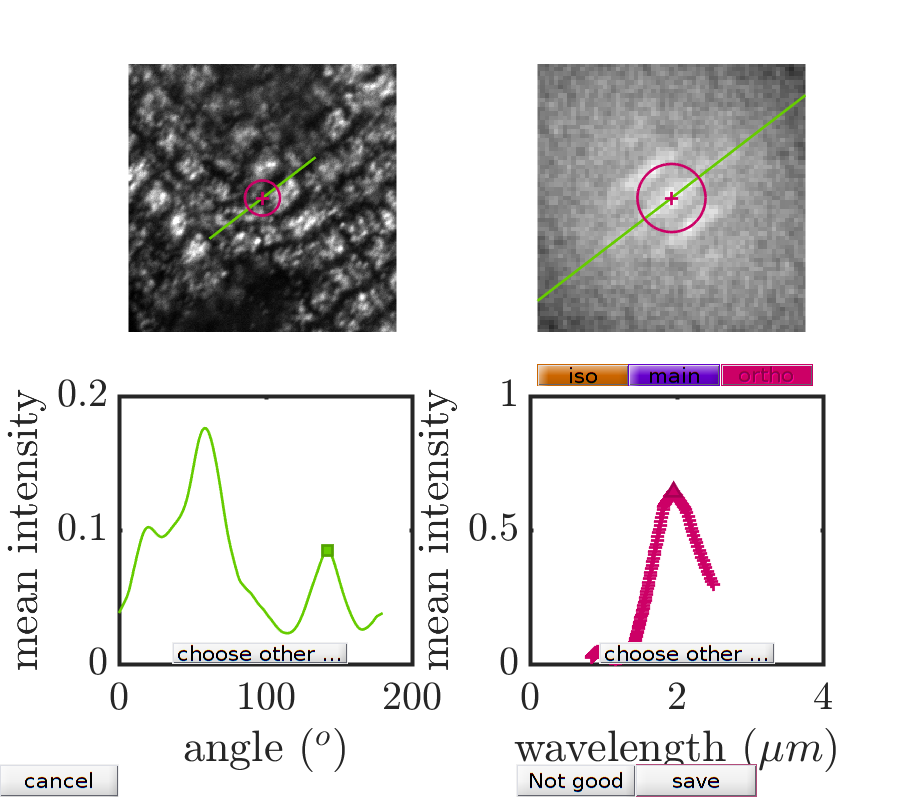 iso main ortho
0.2
0.1
0
mean intensity
0 100 200
angle (º)
choose other ...
1
0.5
0
mean intensity
0 2 4
wavelength (μm)
choose other ...
cancel Not good save